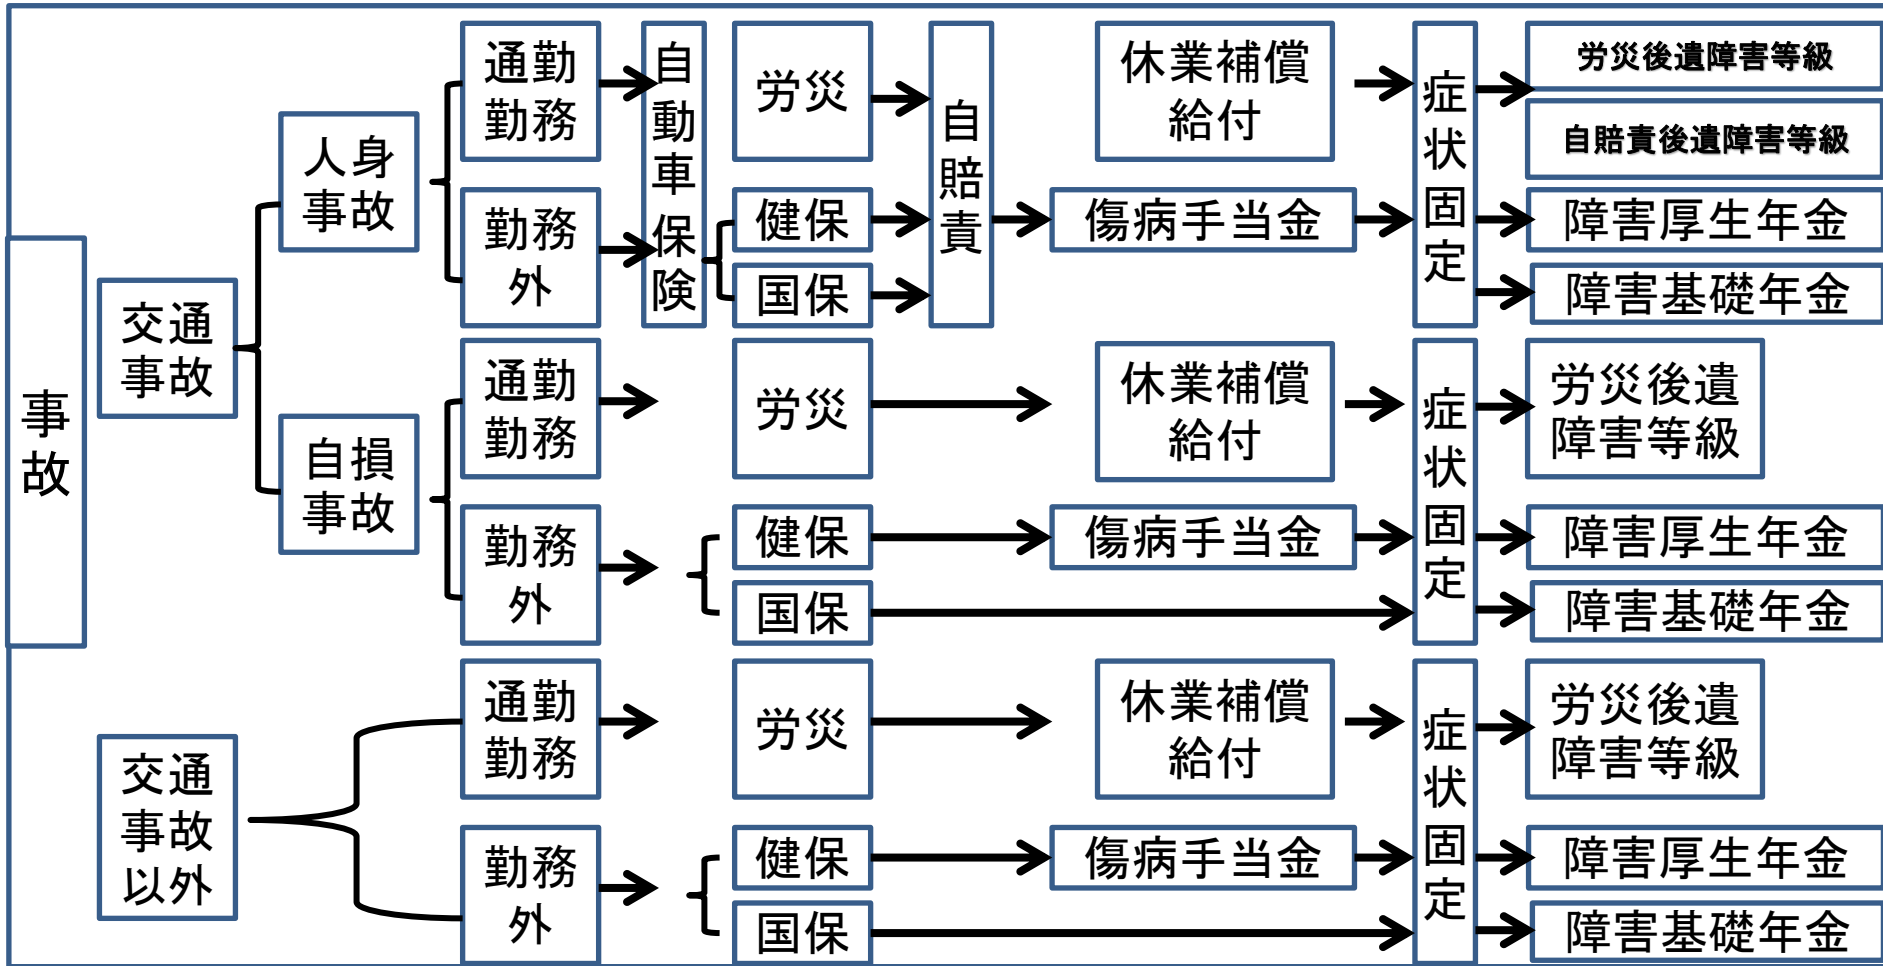 事故
交通
事故
人身
事故
通勤
勤務
自動車保険
労災
自賠責
休業補償
給付
症状固定
労災後遺障害等級
自賠責後遺障害等級
勤務
外
健保
傷病手当金
障害厚生年金
国保
障害基礎年金
自損
事故
通勤
勤務
労災
休業補償
給付
症状固定
労災後遺
障害等級
勤務
外
健保
傷病手当金
障害厚生年金
国保
障害基礎年金
交通
事故
以外
通勤
勤務
労災
休業補償
給付
症状固定
労災後遺
障害等級
勤務
外
健保
傷病手当金
障害厚生年金
国保
障害基礎年金